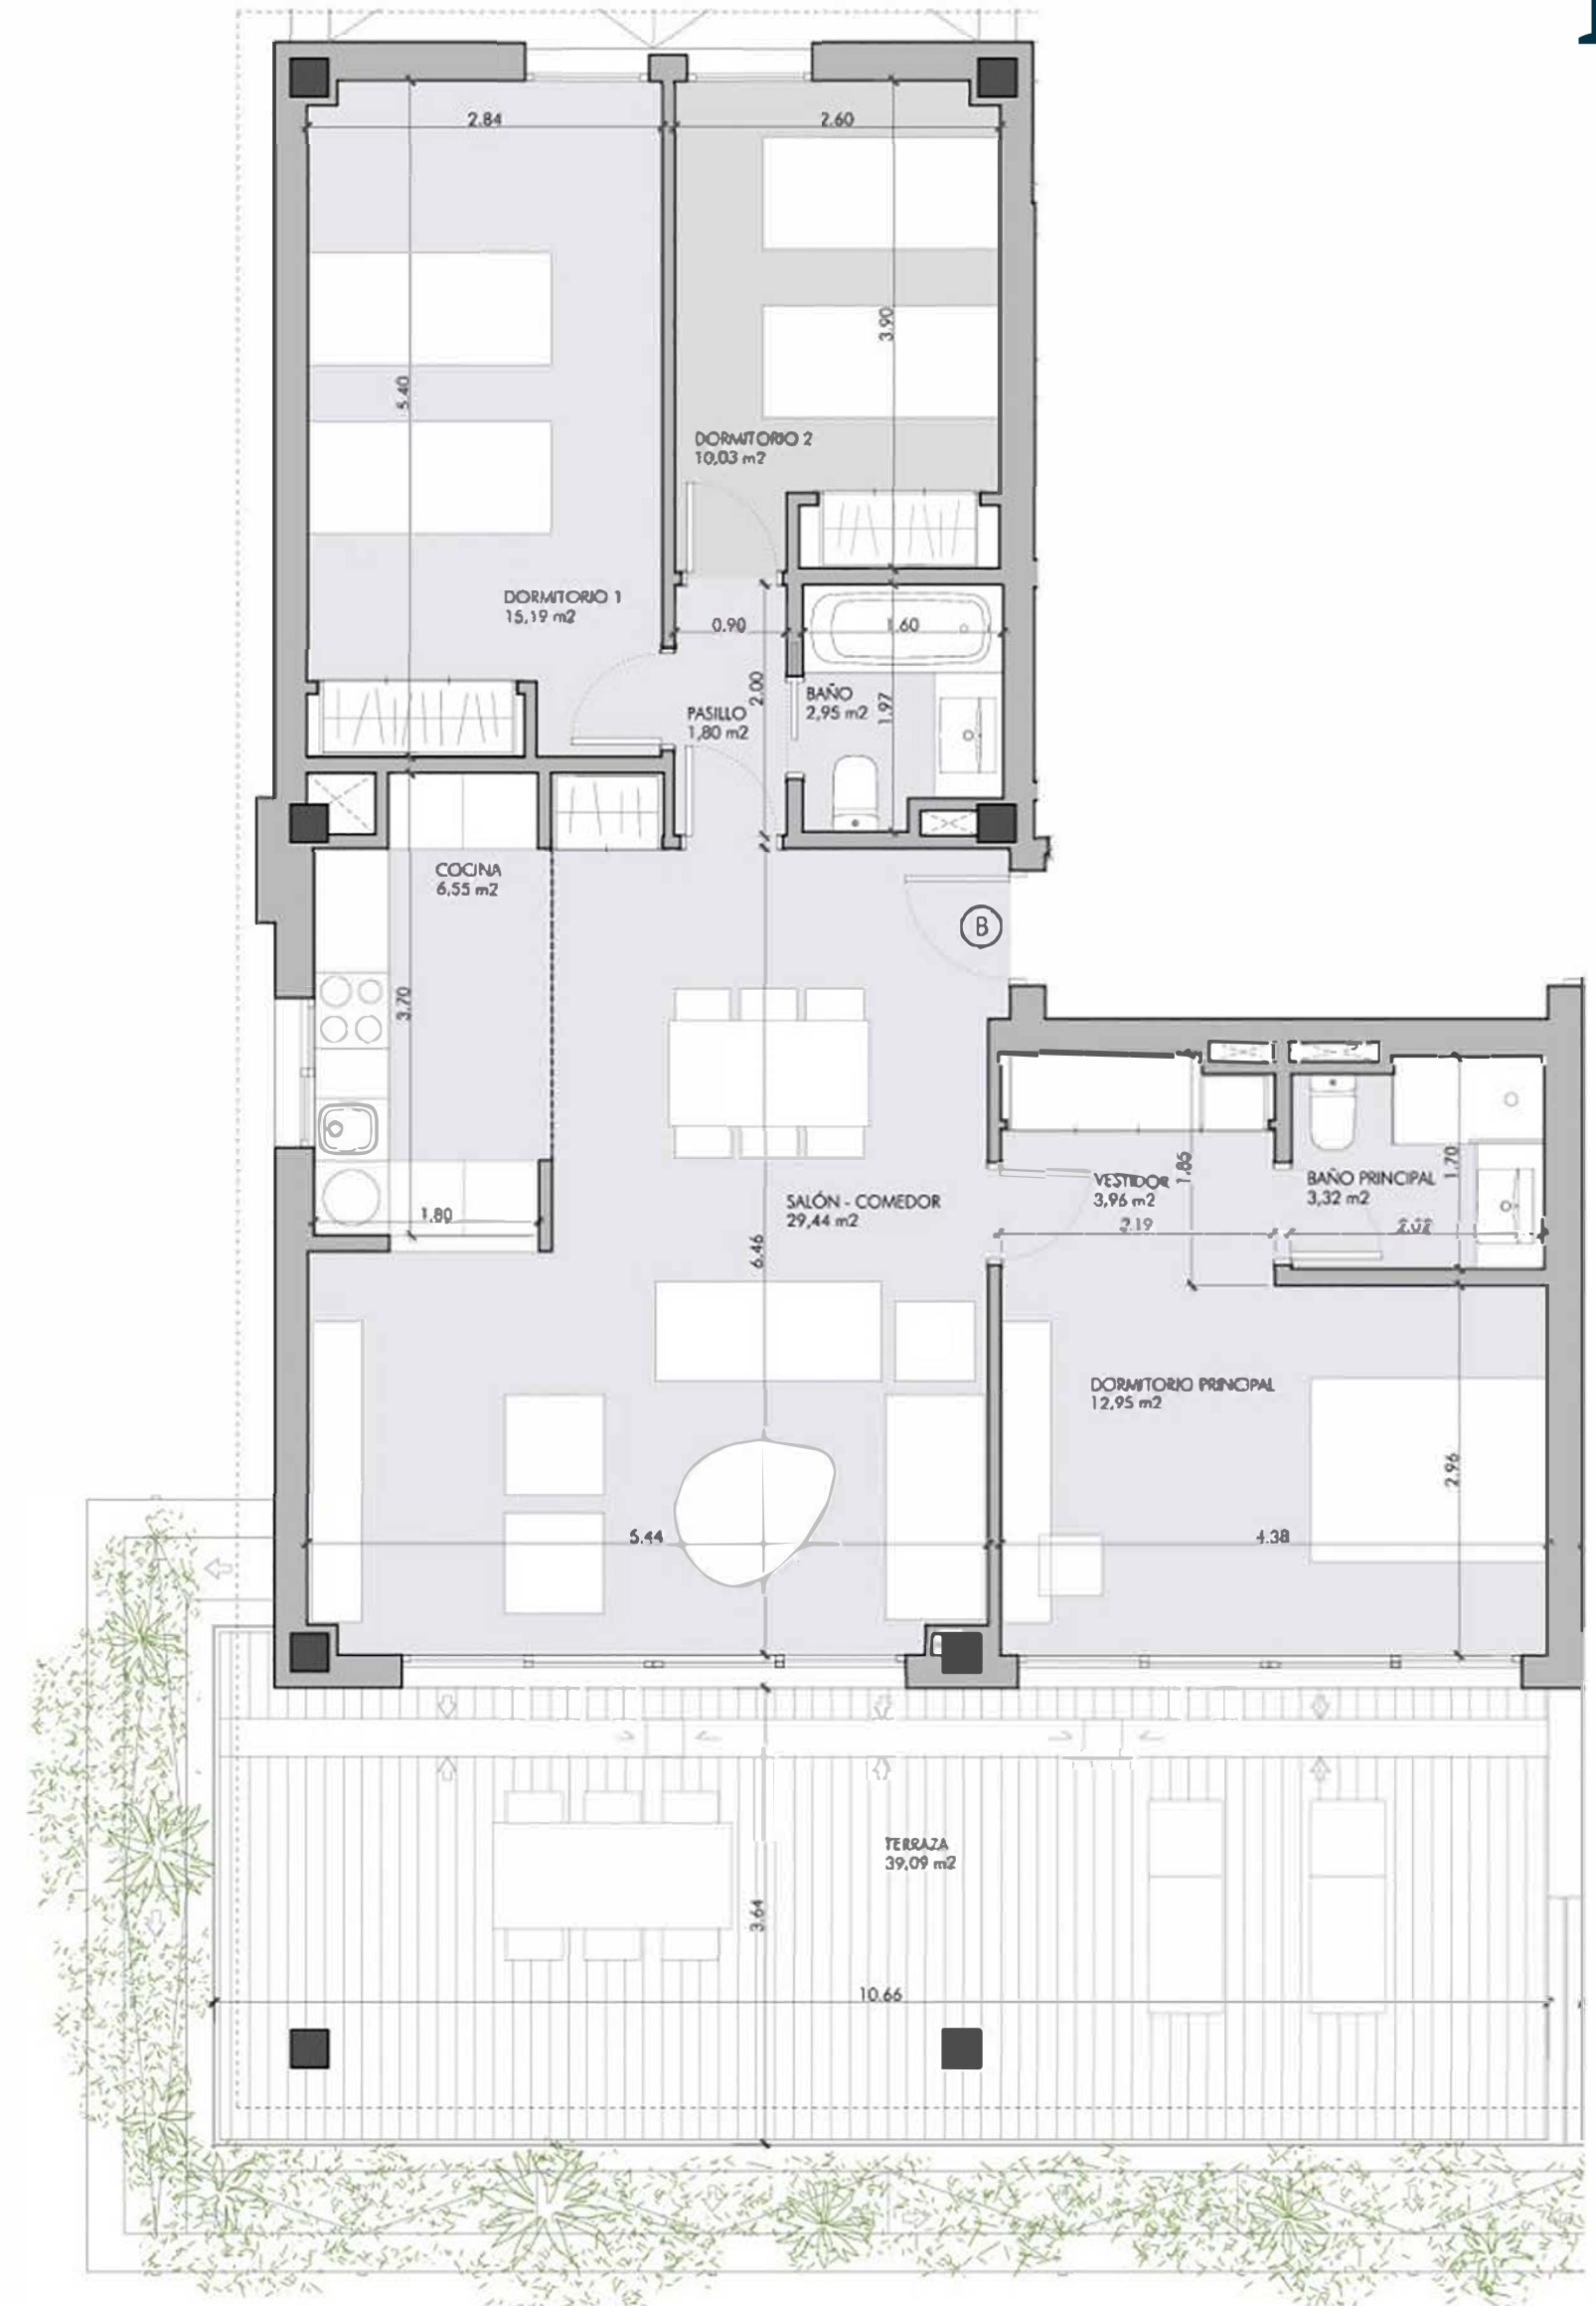 2.84
2.60
3.90
5.40
DORMITORIO 2
10,03 m2
DORMITORIO 1
15,19 m2
0.90
1.60
2.00
BAÑO
2,95 m2
1.97
PASILLO
1,80 m2
COCINA
6,55 m2
B
3.70
1.80
SALÓN - COMEDOR
29,44 m2
6.46
VESTIDOR
3,96 m2
1.86
2.19
BAÑO PRINCIPAL
3,32 m2
1.70
2.02
DORMITORIO PRINCIPAL
12,95 m2
2.96
5.44
4.38
TERRAZA
39,09 m2
3.64
10.66